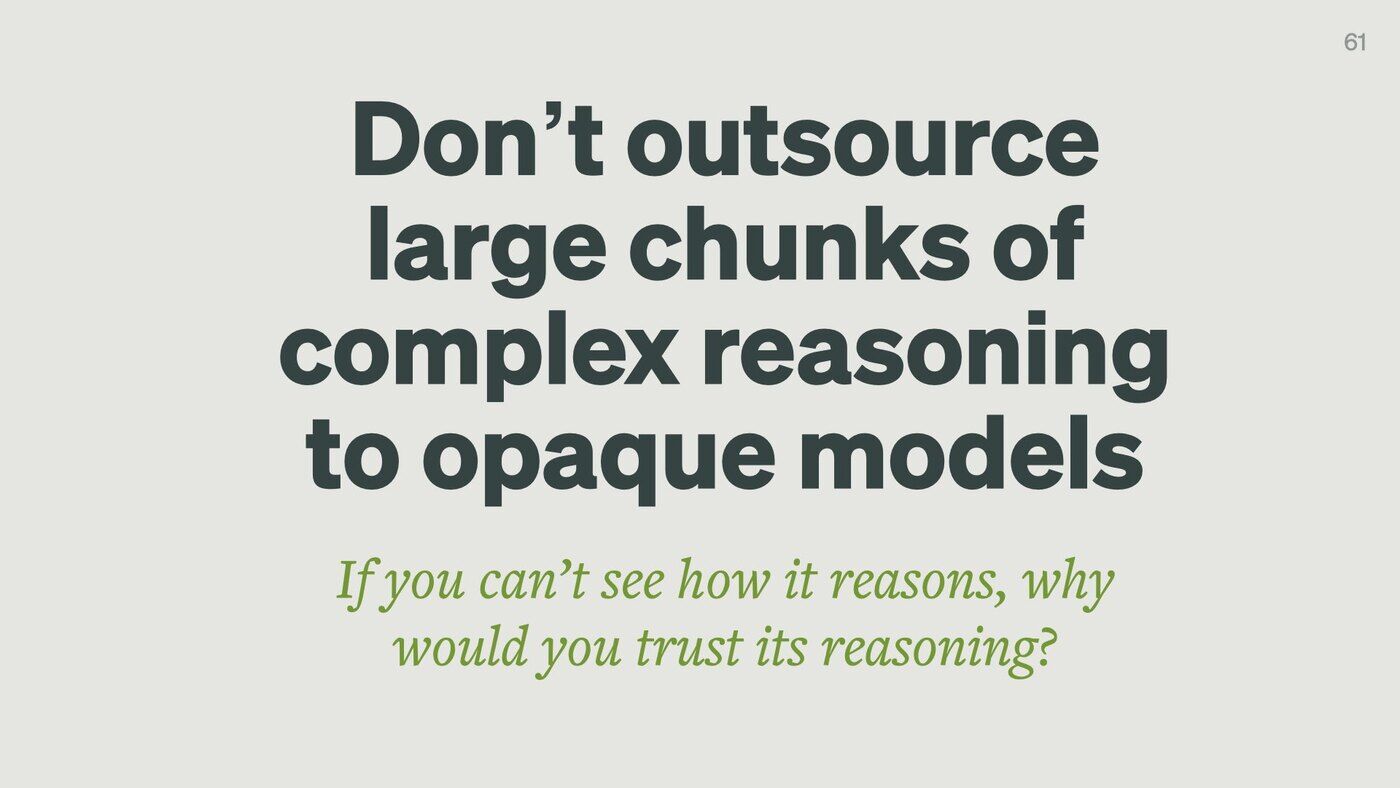 61
Don’t outsource
large chunks of
complex reasoning
to opaque models
If you can’t see how it reasons, why
would you trust its reasoning?